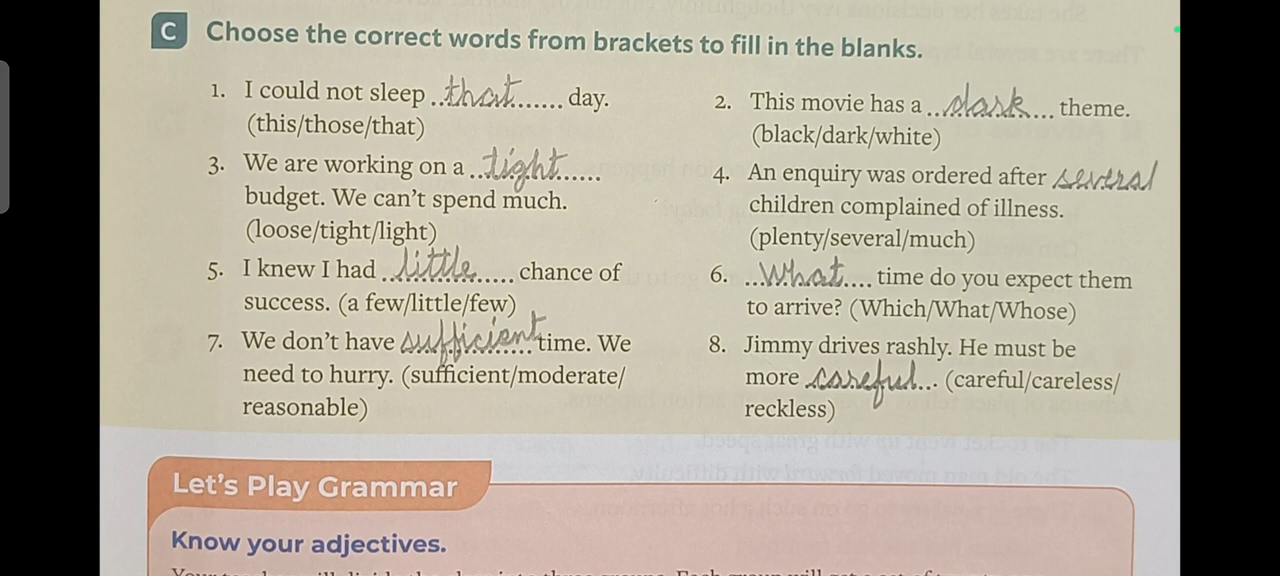 C Choose the correct words from brackets to fill in the blanks.
1. I could not sleep ..that....... day.
(this/those/that)
2. This movie has a ..dark... theme.
(black/dark/white)
3. We are working on a ..tight.....
budget. We can't spend much.
(loose/tight/light)
4. An enquiry was ordered after several
children complained of illness.
(plenty/several/much)
5. I knew I had ..little...... chance of
success. (a few/little/few)
6. ...What.... time do you expect them
to arrive? (Which/What/Whose)
7. We don't have sufficient time. We
need to hurry. (sufficient/moderate/
reasonable)
8. Jimmy drives rashly. He must be
more .careful... (careful/careless/
reckless)
Let's Play Grammar
Know your adjectives.